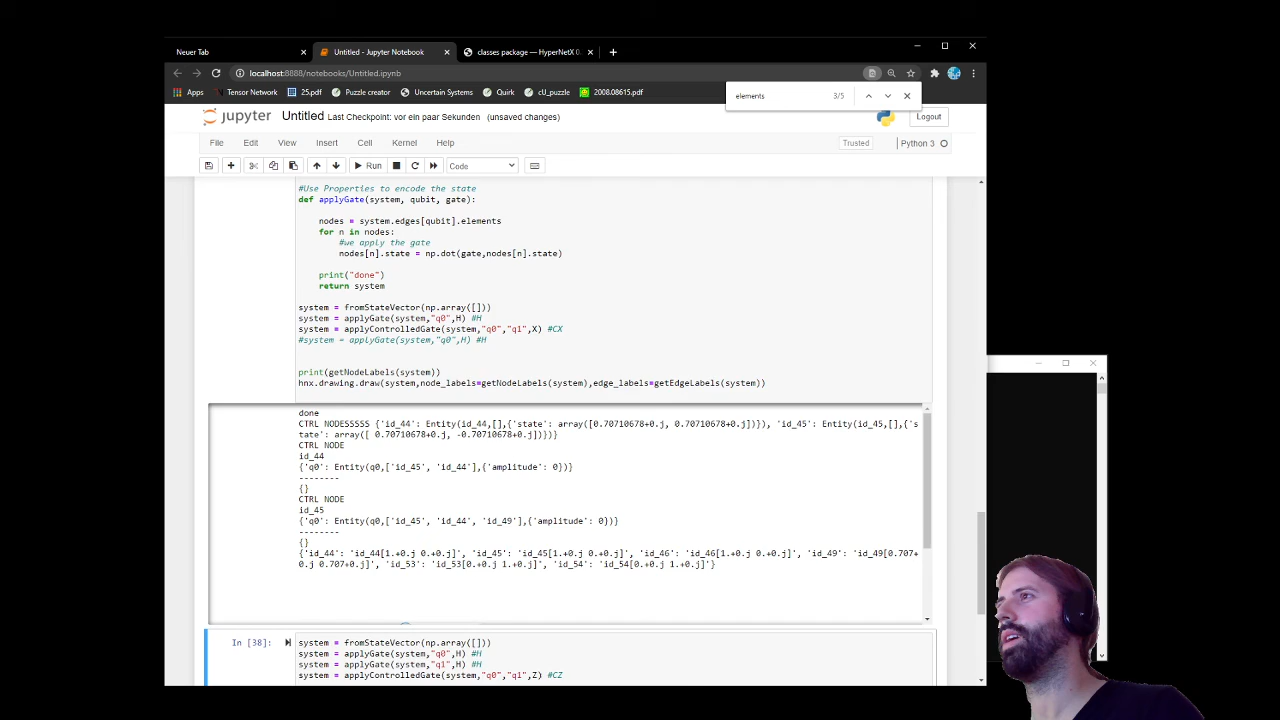 Neuer Tab
Untitled - Jupyter Notebook
classes package — HyperNetX 0.
localhost:8888/notebooks/Untitled.ipynb
Apps
Tensor Network
25.pdf
Puzzle creator
Uncertain Systems
Quirk
cU_puzzle
2008.08615.pdf
elements
3/5
jupyter
Untitled Last Checkpoint: vor ein paar Sekunden (unsaved changes)
Logout
File Edit View Insert Cell Kernel Help
Trusted
Python 3
Run
Code
#Use Properties to encode the state
def applyGate(system, qubit, gate):
nodes = system.edges[qubit].elements
for n in nodes:
#we apply the gate
nodes[n].state = np.dot(gate,nodes[n].state)
print("done")
return system
system = fromStateVector(np.array([]))
system = applyGate(system,"q0",H) #H
system = applyControlledGate(system,"q0","q1",X) #CX
#system = applyGate(system,"q0",H) #H
print(getNodeLabels(system))
hnx.drawing.draw(system,node_labels=getNodeLabels(system),edge_labels=getEdgeLabels(system))
done
CTRL NODESSSSS {'id_44': Entity(id_44,[],{'state': array([0.70710678+0.j, 0.70710678+0.j])}), 'id_45': Entity(id_45,[],{'s
tate': array([ 0.70710678+0.j, -0.70710678+0.j])})}
CTRL NODE
id_44
{'q0': Entity(q0,['id_45', 'id_44'],{'amplitude': 0})}
--------
{}
CTRL NODE
id_45
{'q0': Entity(q0,['id_45', 'id_44', 'id_49'],{'amplitude': 0})}
--------
{}
{'id_44': 'id_44[1.+0.j 0.+0.j]', 'id_45': 'id_45[1.+0.j 0.+0.j]', 'id_46': 'id_46[1.+0.j 0.+0.j]', 'id_49': 'id_49[0.707+
0.j 0.707+0.j]', 'id_53': 'id_53[0.+0.j 1.+0.j]', 'id_54': 'id_54[0.+0.j 1.+0.j]'}
In [38]:
system = fromStateVector(np.array([]))
system = applyGate(system,"q0",H) #H
system = applyGate(system,"q1",H) #H
system = applyControlledGate(system,"q0","q1",Z) #CZ